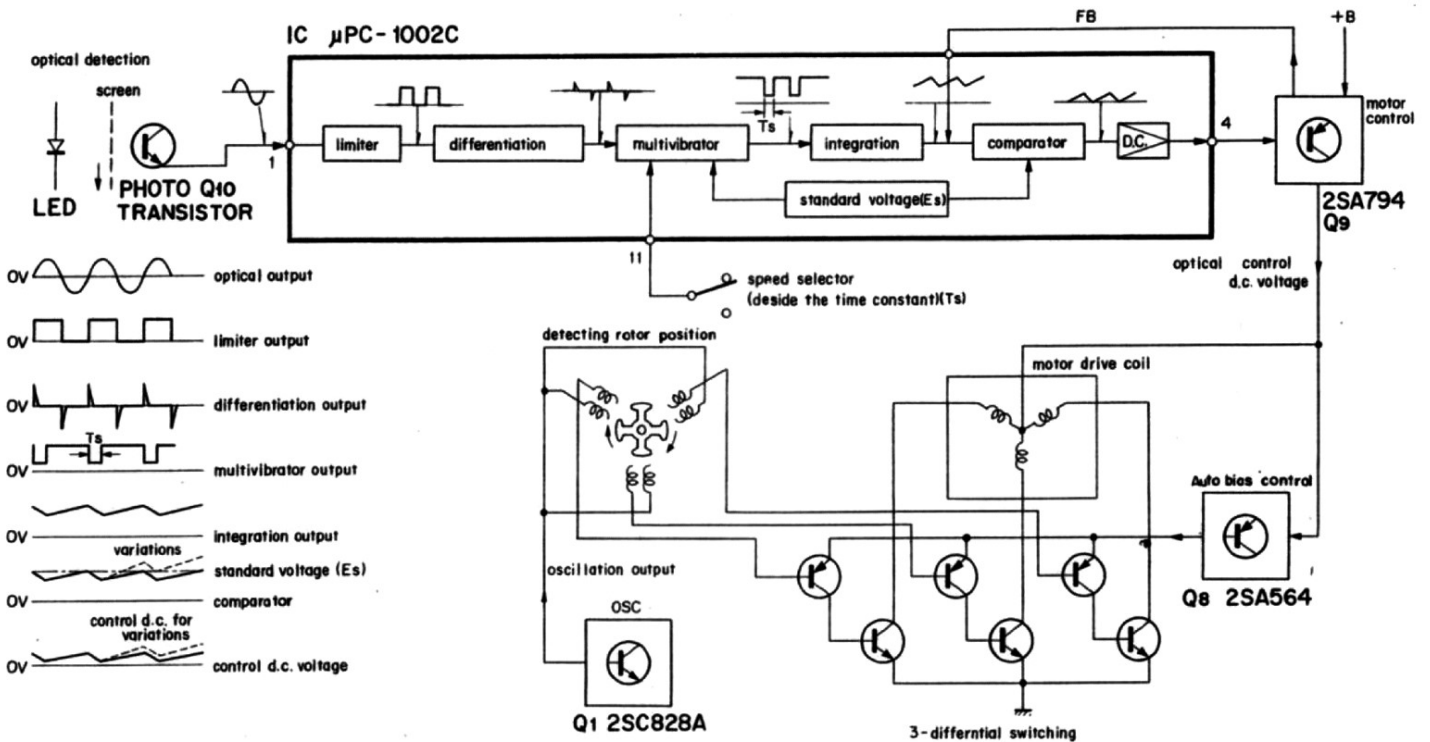 IC μPC-1002C
FB
+B
optical detection
screen
LED
PHOTO Q10
TRANSISTOR
1
limiter
differentiation
multivibrator
Ts
integration
comparator
D.C.
4
motor
control
standard voltage(Es)
2SA794
Q9
11
speed selector
(deside the time constant)(Ts)
optical control
d.c. voltage
0V optical output
0V limiter output
0V differentiation output
Ts
0V multivibrator output
0V integration output
variations
standard voltage (Es)
0V comparator
control d.c. for
variations
0V control d.c. voltage
detecting rotor position
motor drive coil
Auto bias control
Q8 2SA564
oscillation output
OSC
Q1 2SC828A
3-differntial switching